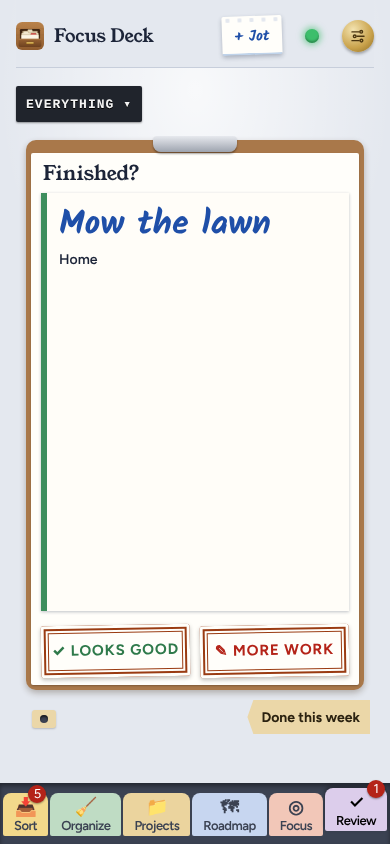 Focus Deck
+ Jot
EVERYTHING ▾
Finished?
Mow the lawn
Home
✔ LOOKS GOOD
✎ MORE WORK
Done this week
5
1
Sort
Organize
Projects
Roadmap
Focus
Review